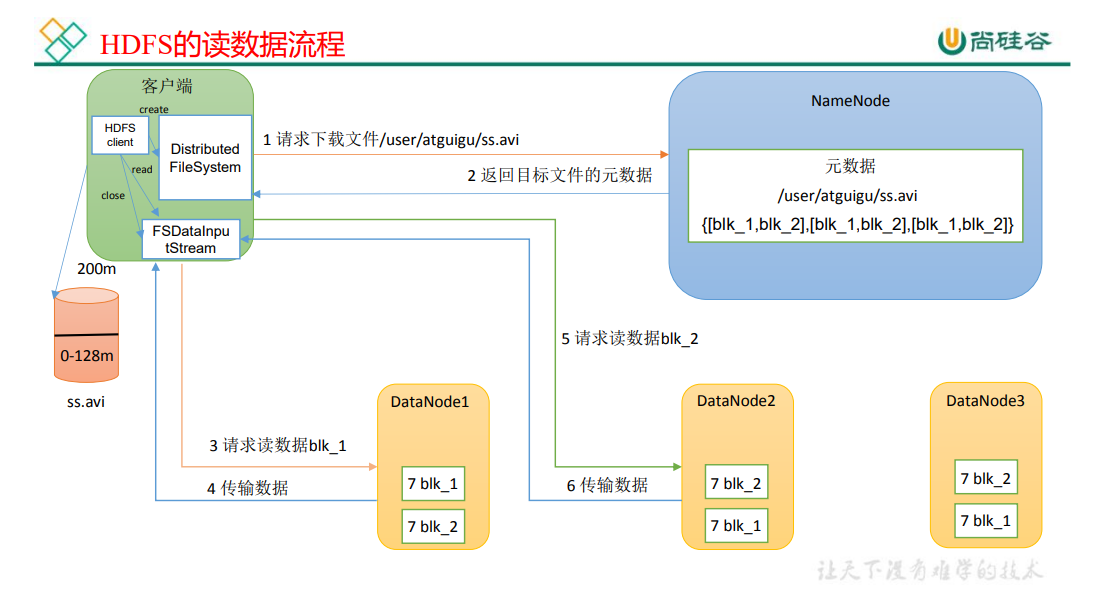 HDFS的读数据流程
尚硅谷
客户端
create
HDFS
client
Distributed
FileSystem
read
close
FSDataInpu
tStream
1 请求下载文件/user/atguigu/ss.avi
2 返回目标文件的元数据
NameNode
元数据
/user/atguigu/ss.avi
{[blk_1,blk_2],[blk_1,blk_2],[blk_1,blk_2]}
200m
0-128m
ss.avi
5 请求读数据blk_2
3 请求读数据blk_1
4 传输数据
6 传输数据
DataNode1
7 blk_1
7 blk_2
DataNode2
7 blk_2
7 blk_1
DataNode3
7 blk_2
7 blk_1
让天下没有难学的技术